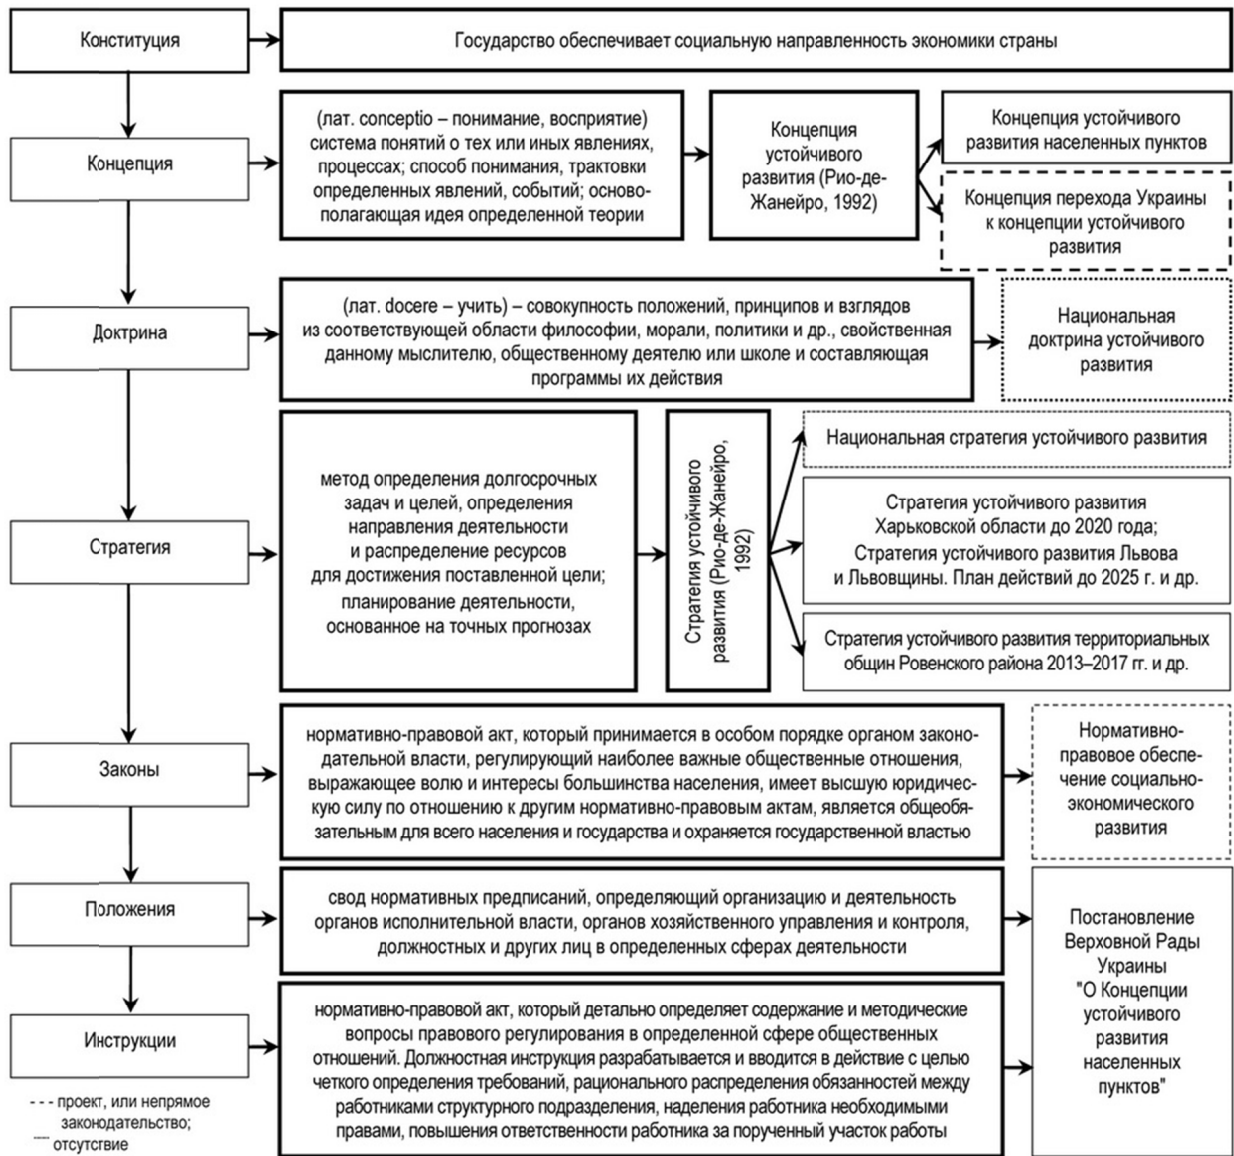 Конституция
Государство обеспечивает социальную направленность экономики страны
Концепция
(лат. conceptio – понимание, восприятие)
система понятий о тех или иных явлениях,
процессах; способ понимания, трактовки
определенных явлений, событий; осново-
полагающая идея определенной теории
Концепция
устойчивого
развития (Рио-де-
Жанейро, 1992)
Концепция устойчивого
развития населенных пунктов
Концепция перехода Украины
к концепции устойчивого
развития
Доктрина
(лат. docere – учить) – совокупность положений, принципов и взглядов
из соответствующей области философии, морали, политики и др., свойственная
данному мыслителю, общественному деятелю или школе и составляющая
программы их действия
Национальная
доктрина устойчивого
развития
Стратегия
метод определения долгосрочных
задач и целей, определения
направления деятельности
и распределение ресурсов
для достижения поставленной цели;
планирование деятельности,
основанное на точных прогнозах
Стратегия устойчивого
развития (Рио-де-Жанейро,
1992)
Национальная стратегия устойчивого развития
Стратегия устойчивого развития
Харьковской области до 2020 года;
Стратегия устойчивого развития Львова
и Львовщины. План действий до 2025 г. и др.
Стратегия устойчивого развития территориальных
общин Ровенского района 2013–2017 гг. и др.
Законы
нормативно-правовой акт, который принимается в особом порядке органом законо-
дательной власти, регулирующий наиболее важные общественные отношения,
выражающее волю и интересы большинства населения, имеет высшую юридичес-
кую силу по отношению к другим нормативно-правовым актам, является общеобя-
зательным для всего населения и государства и охраняется государственной властью
Нормативно-
правовое обеспе-
чение социально-
экономического
развития
Положения
свод нормативных предписаний, определяющий организацию и деятельность
органов исполнительной власти, органов хозяйственного управления и контроля,
должностных и других лиц в определенных сферах деятельности
Постановление
Верховной Рады
Украины
"О Концепции
устойчивого
развития
населенных
пунктов"
Инструкции
нормативно-правовой акт, который детально определяет содержание и методические
вопросы правового регулирования в определенной сфере общественных
отношений. Должностная инструкция разрабатывается и вводится в действие с целью
четкого определения требований, рационального распределения обязанностей между
работниками структурного подразделения, наделения работника необходимыми
правами, повышения ответственности работника за порученный участок работы
- - - проект, или непрямое
законодательство;
отсутствие